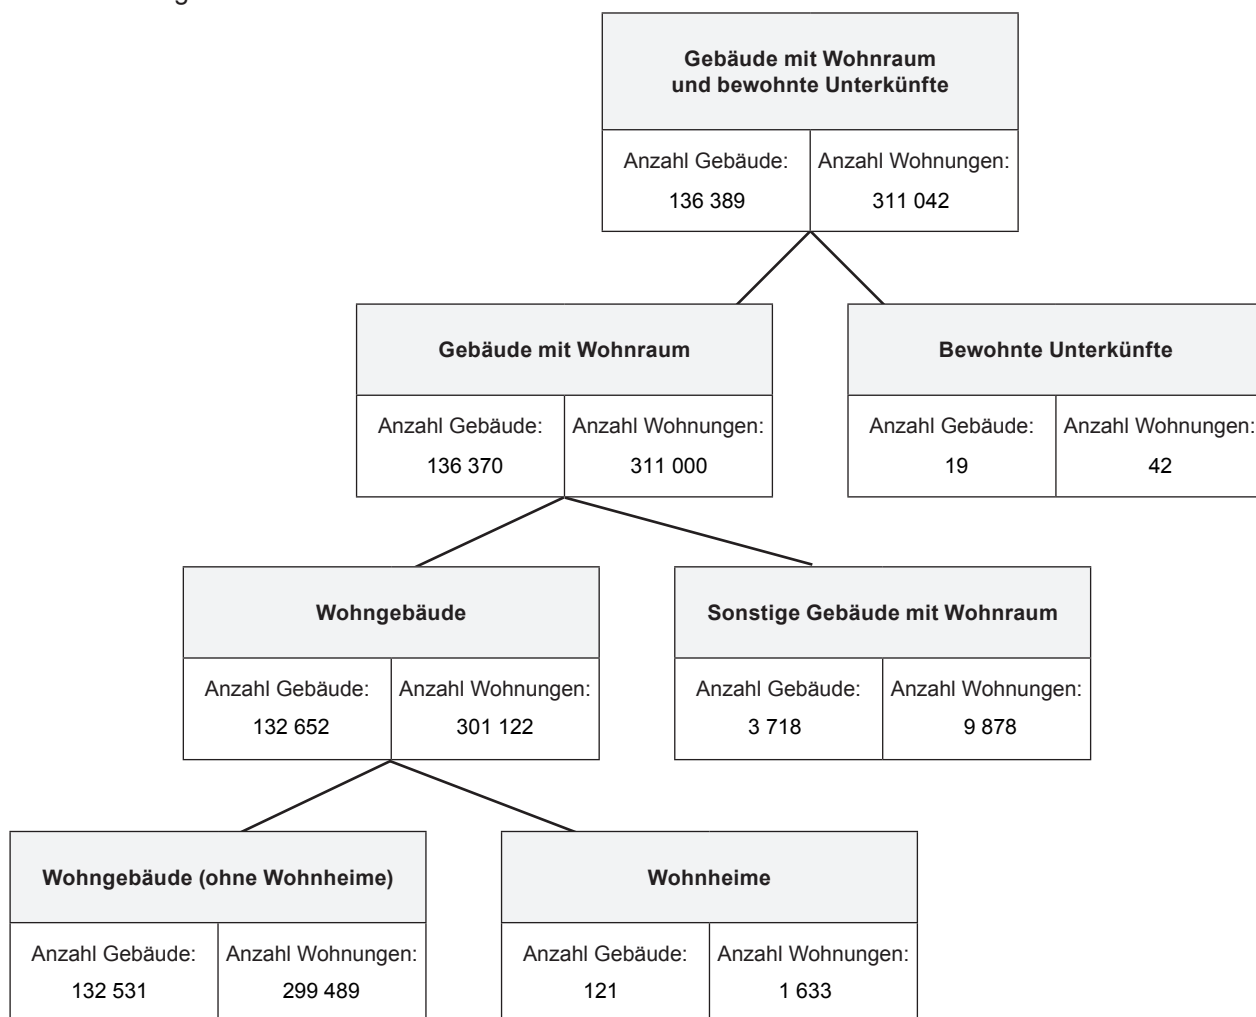 Gebäude mit Wohnraum
und bewohnte Unterkünfte
Anzahl Gebäude:
136 389
Anzahl Wohnungen:
311 042
Gebäude mit Wohnraum
Anzahl Gebäude:
136 370
Anzahl Wohnungen:
311 000
Bewohnte Unterkünfte
Anzahl Gebäude:
19
Anzahl Wohnungen:
42
Wohngebäude
Anzahl Gebäude:
132 652
Anzahl Wohnungen:
301 122
Sonstige Gebäude mit Wohnraum
Anzahl Gebäude:
3 718
Anzahl Wohnungen:
9 878
Wohngebäude (ohne Wohnheime)
Anzahl Gebäude:
132 531
Anzahl Wohnungen:
299 489
Wohnheime
Anzahl Gebäude:
121
Anzahl Wohnungen:
1 633